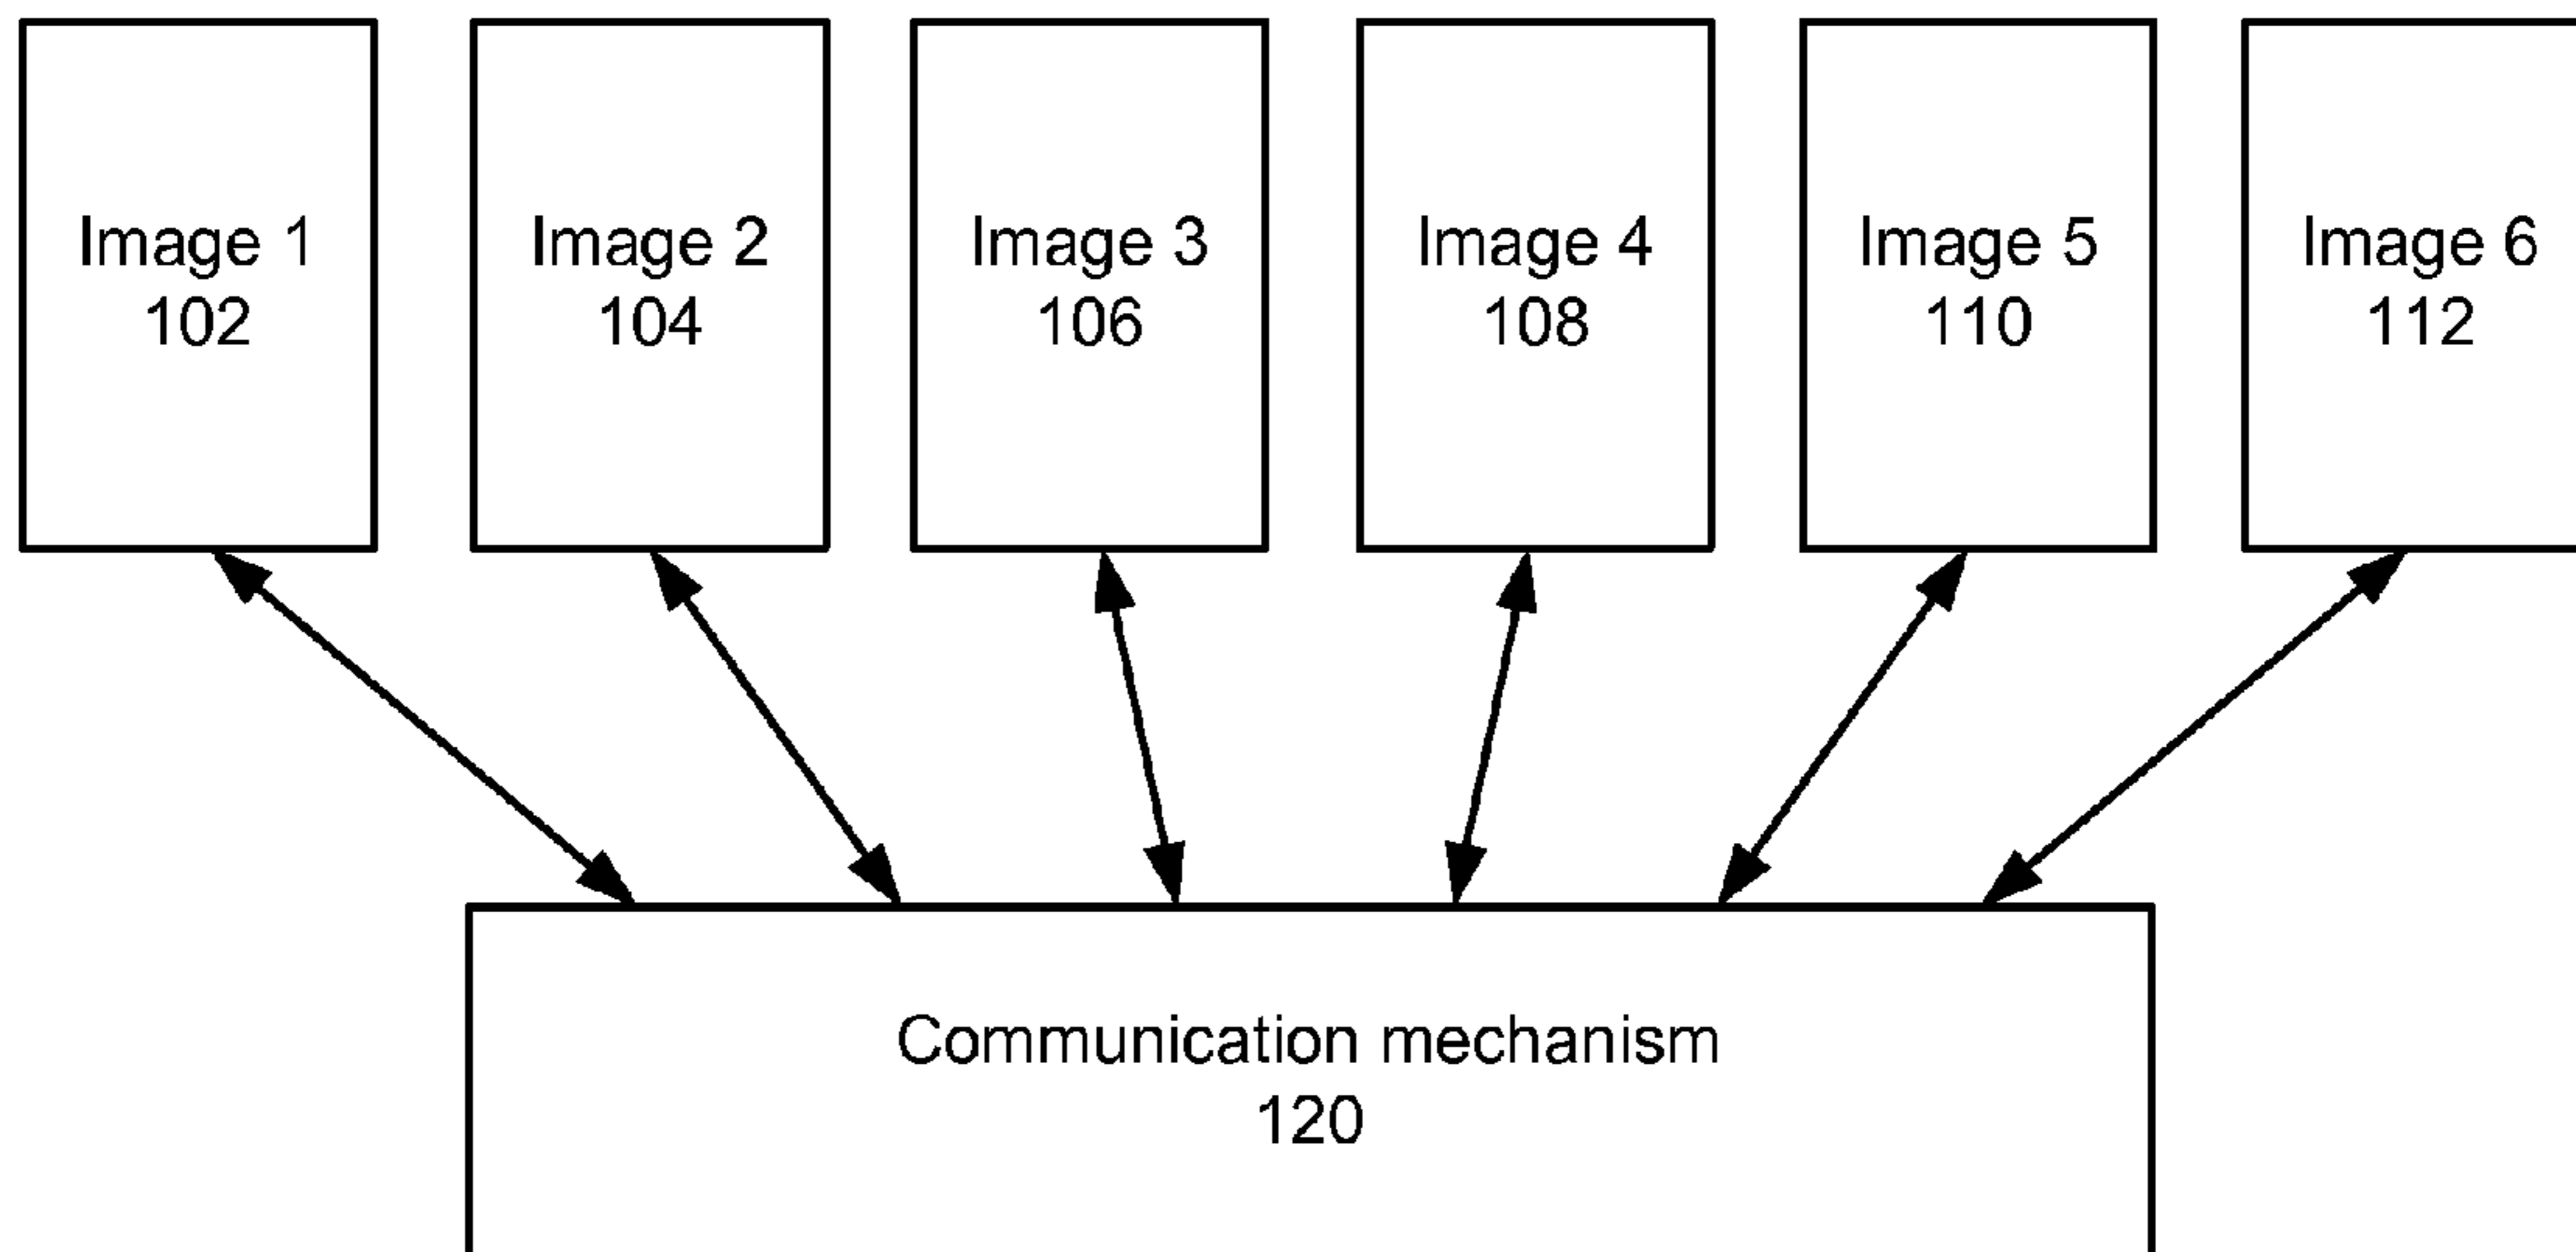 Image 1
102
Image 2
104
Image 3
106
Image 4
108
Image 5
110
Image 6
112
Communication mechanism
120